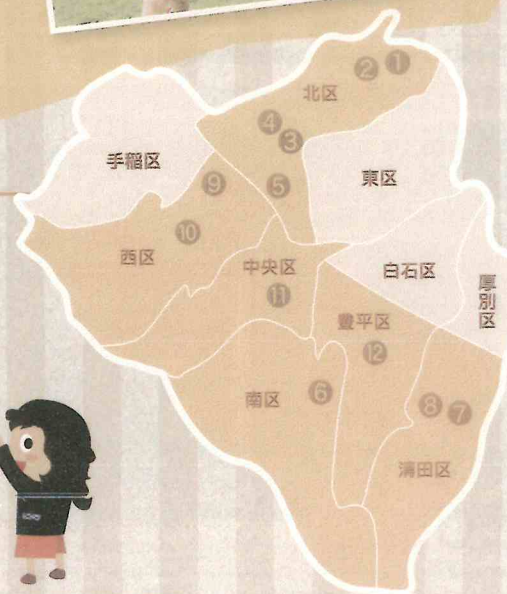 ② ①
北区
④
③
手稲区
東区
⑨
⑤
⑩
西区
中央区
白石区
厚別区
⑪
豊平区
⑫
南区
⑥
⑧ ⑦
清田区